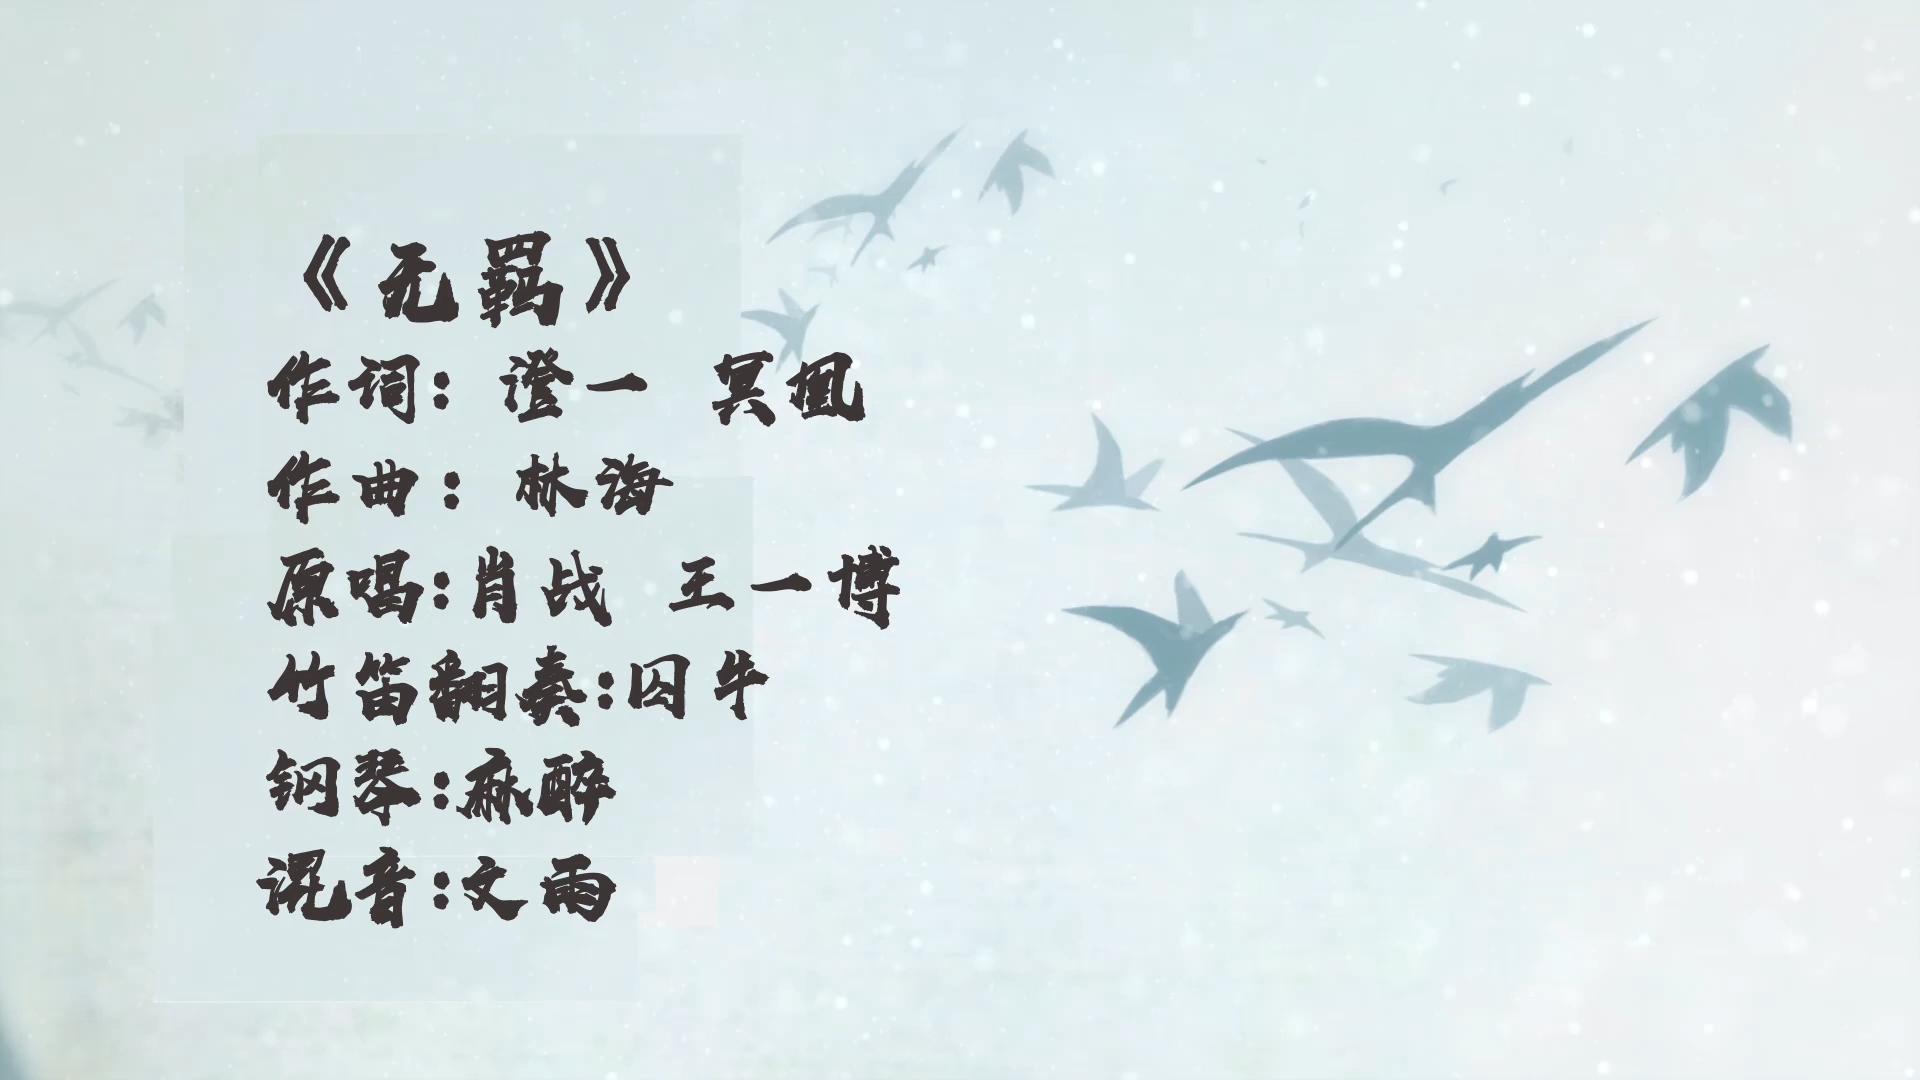 《无羁》
作词：澄一 冥凰
作曲：林海
原唱:肖战 王一博
竹笛翻奏:囚牛
钢琴:麻醉
混音:文雨